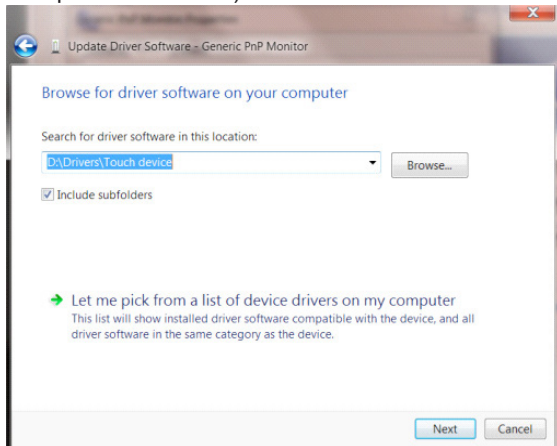 Update Driver Software - Generic PnP Monitor
Browse for driver software on your computer
Search for driver software in this location:
D:\Drivers\Touch device
Browse...
Include subfolders
Let me pick from a list of device drivers on my computer
This list will show installed driver software compatible with the device, and all
driver software in the same category as the device.
Next
Cancel